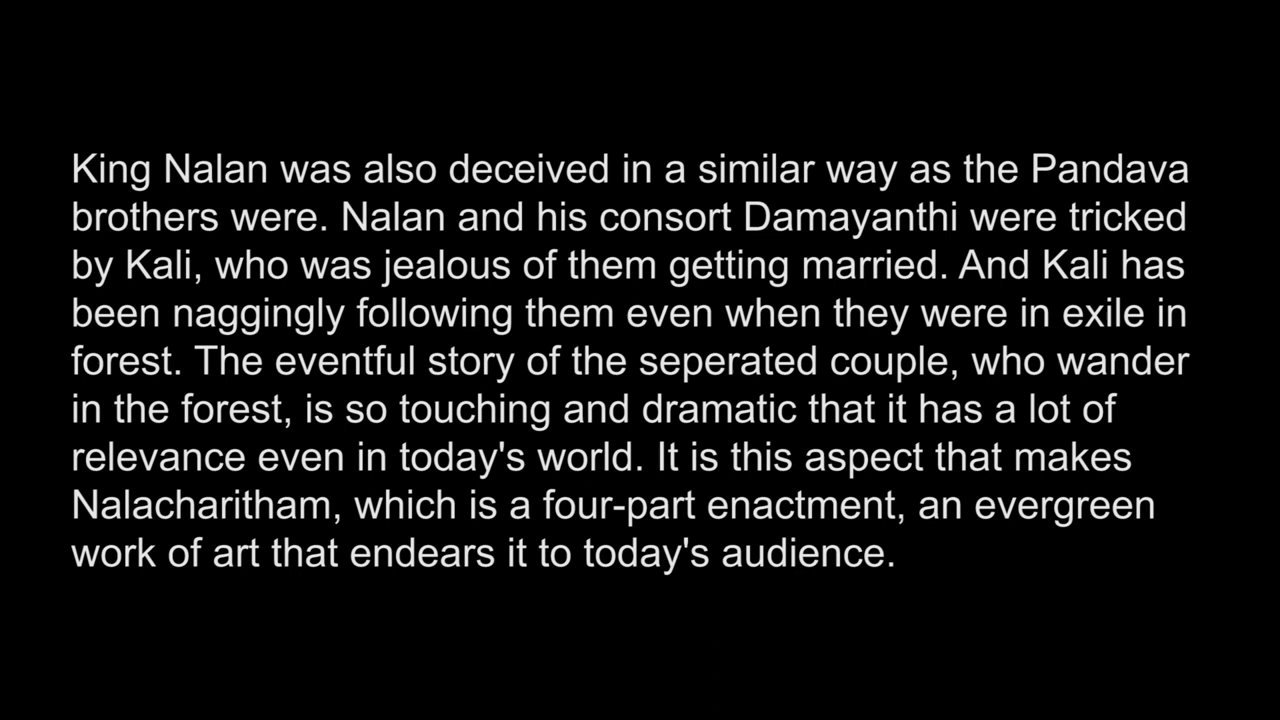 King Nalan was also deceived in a similar way as the Pandava
brothers were. Nalan and his consort Damayanthi were tricked
by Kali, who was jealous of them getting married. And Kali has
been naggingly following them even when they were in exile in
forest. The eventful story of the seperated couple, who wander
in the forest, is so touching and dramatic that it has a lot of
relevance even in today's world. It is this aspect that makes
Nalacharitham, which is a four-part enactment, an evergreen
work of art that endears it to today's audience.